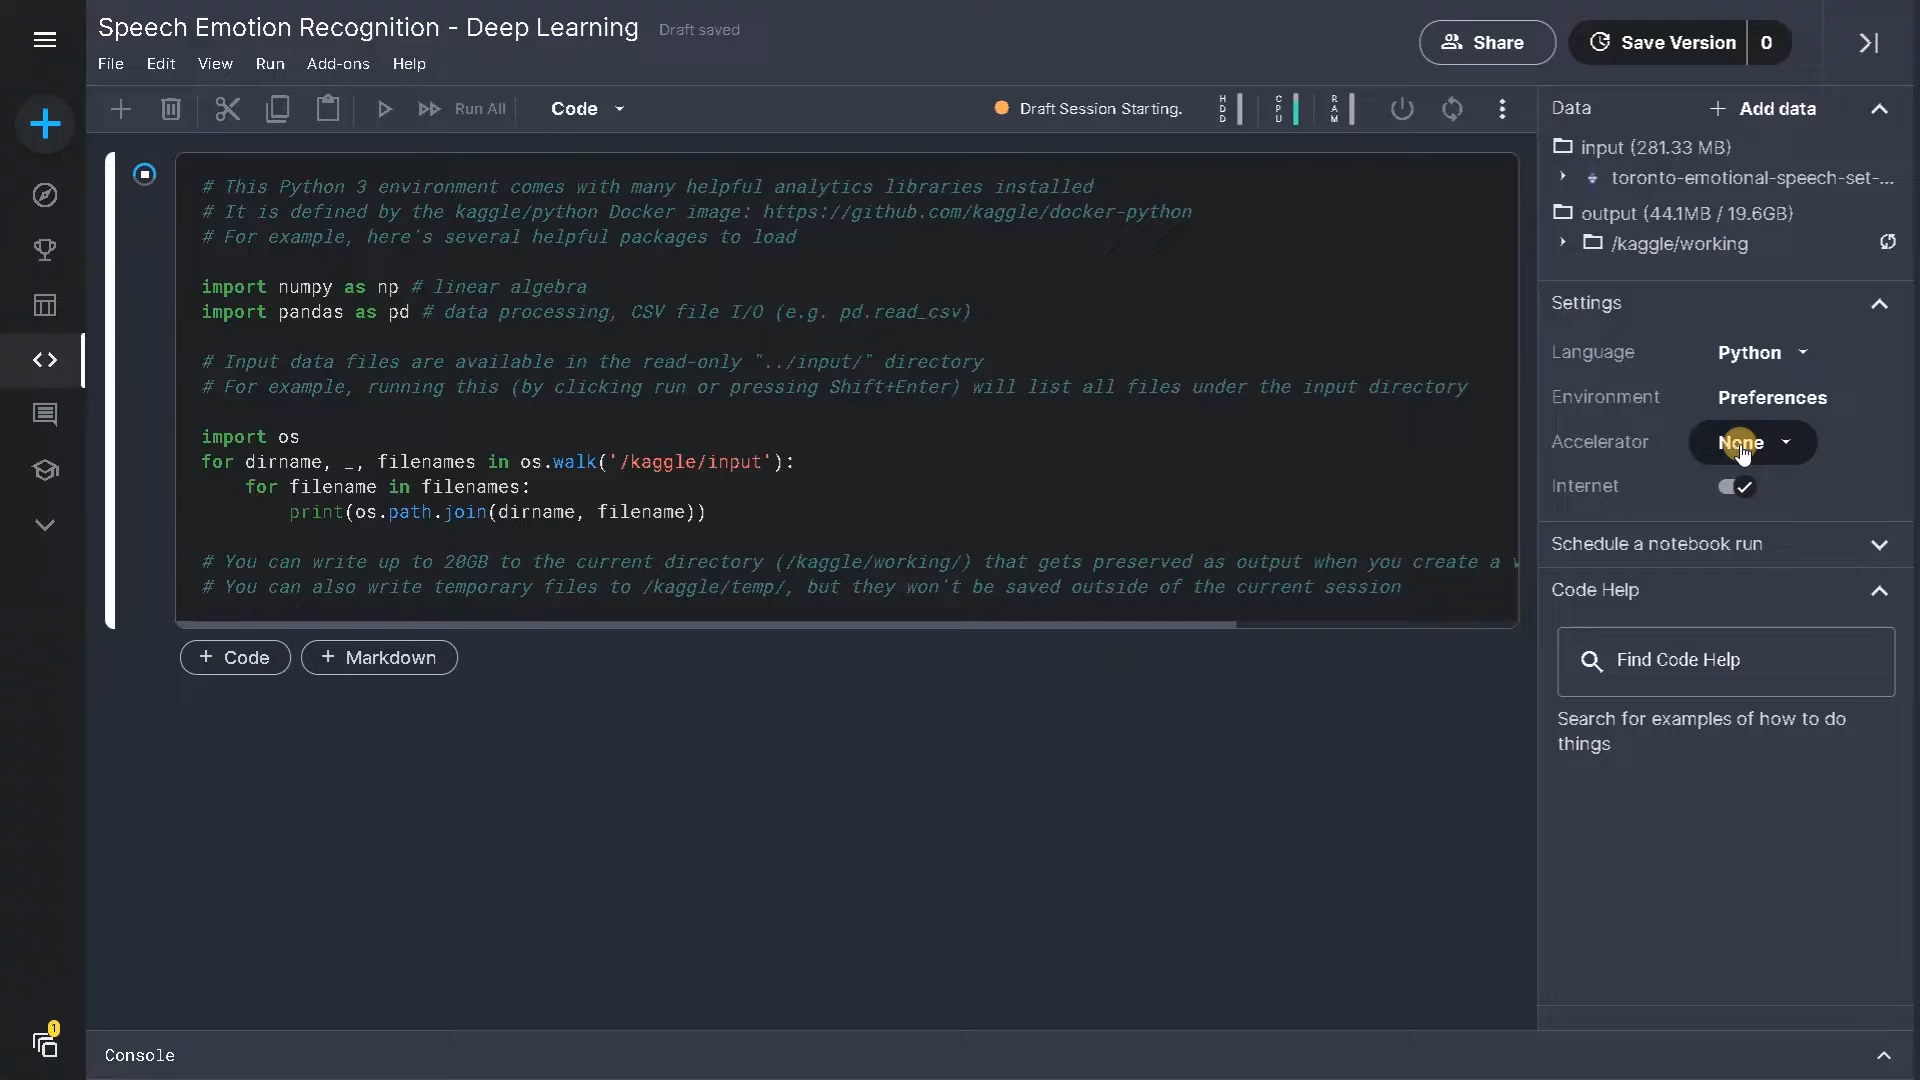 Speech Emotion Recognition - Deep Learning Draft saved
File Edit View Run Add-ons Help
Share
Save Version 0
Run All
Code
Draft Session Starting.
HDD
CPU
RAM
# This Python 3 environment comes with many helpful analytics libraries installed
# It is defined by the kaggle/python Docker image: https://github.com/kaggle/docker-python
# For example, here's several helpful packages to load
import numpy as np # linear algebra
import pandas as pd # data processing, CSV file I/O (e.g. pd.read_csv)
# Input data files are available in the read-only "../input/" directory
# For example, running this (by clicking run or pressing Shift+Enter) will list all files under the input directory
import os
for dirname, _, filenames in os.walk('/kaggle/input'):
    for filename in filenames:
        print(os.path.join(dirname, filename))
# You can write up to 20GB to the current directory (/kaggle/working/) that gets preserved as output when you create a v
# You can also write temporary files to /kaggle/temp/, but they won't be saved outside of the current session
+ Code
+ Markdown
Data
+ Add data
input (281.33 MB)
toronto-emotional-speech-set-...
output (44.1MB / 19.6GB)
/kaggle/working
Settings
Language Python
Environment Preferences
Accelerator None
Internet
Schedule a notebook run
Code Help
Find Code Help
Search for examples of how to do
things
1
Console